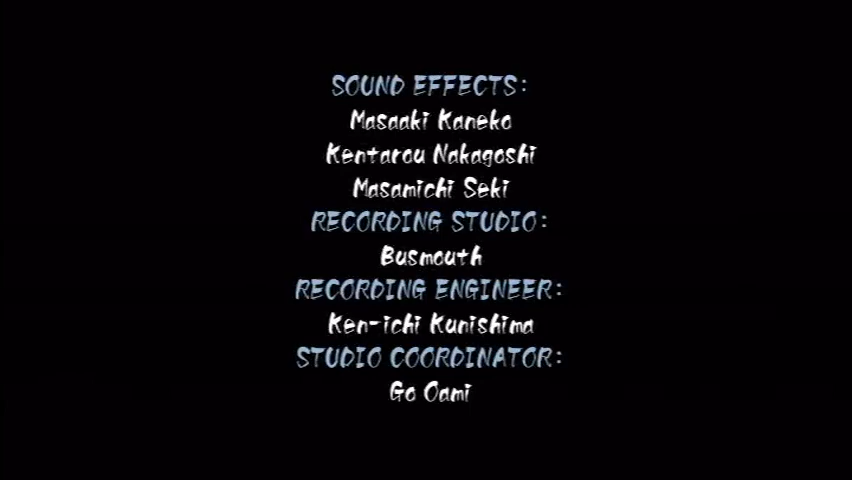 SOUND EFFECTS:
Masaaki Kaneko
Kentarou Nakagoshi
Masamichi Seki
RECORDING STUDIO:
Busmouth
RECORDING ENGINEER:
Ken-ichi Kunishima
STUDIO COORDINATOR:
Go Oami